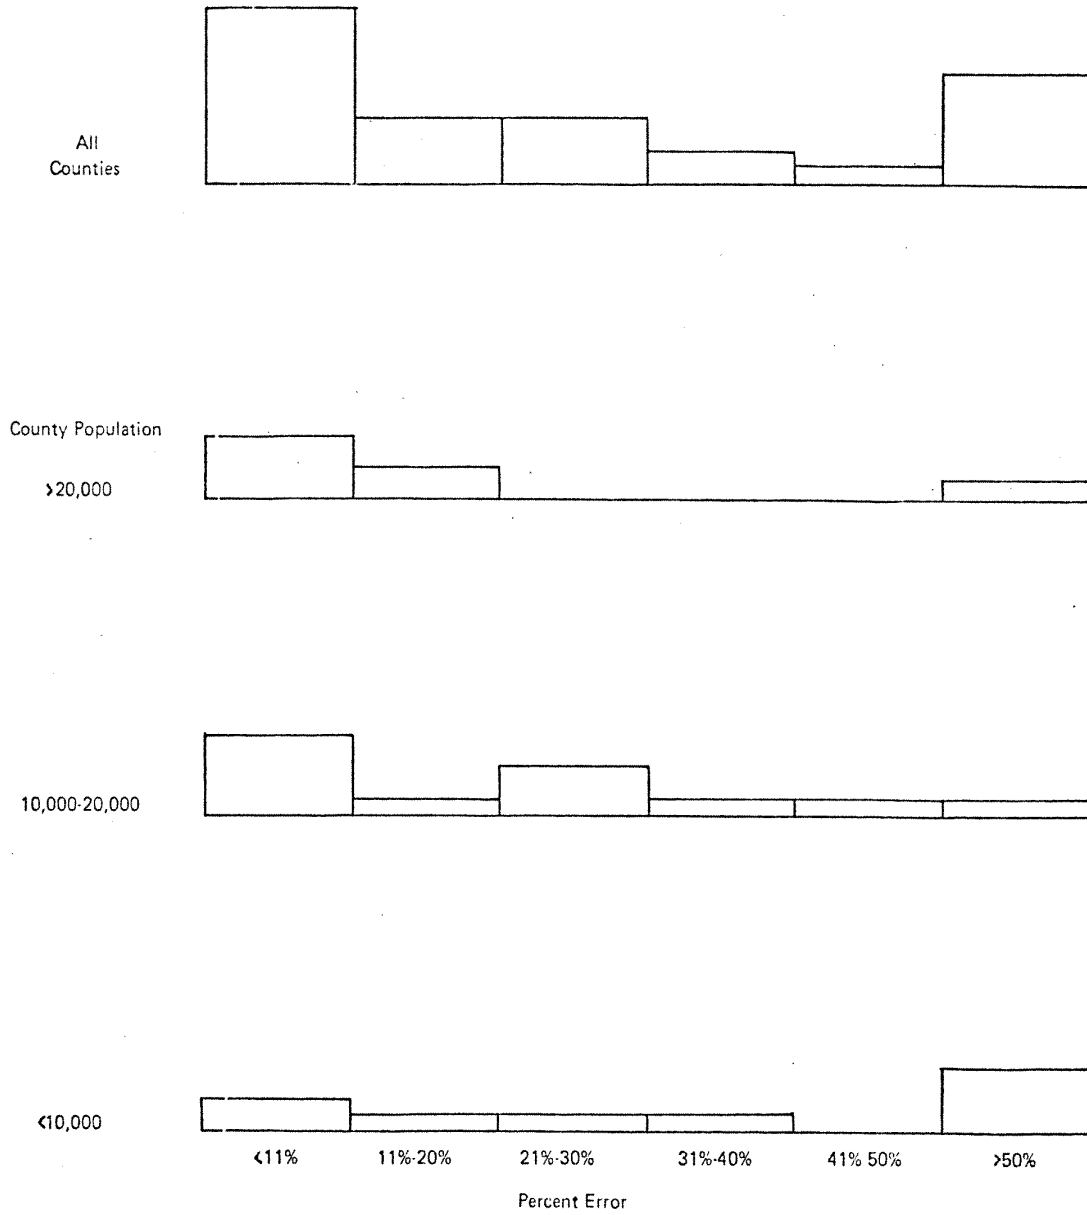 All
Counties
County Population
>20,000
10,000-20,000
<10,000
<11%
11%-20%
21%-30%
31%-40%
41% 50%
>50%
Percent Error